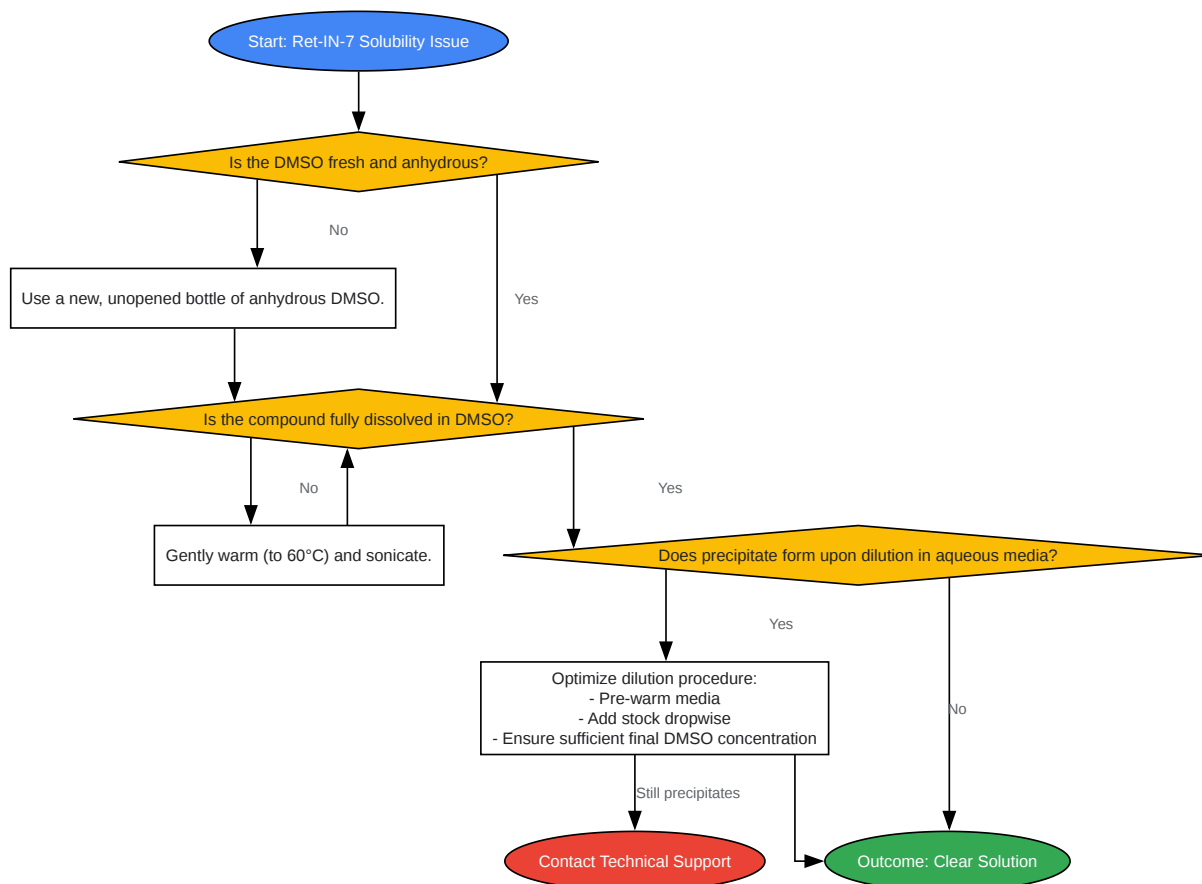 Start: Ret-IN-7 Solubility Issue
Is the DMSO fresh and anhydrous?
No
Use a new, unopened bottle of anhydrous DMSO.
Yes
Is the compound fully dissolved in DMSO?
No
Yes
Gently warm (to 60°C) and sonicate.
Does precipitate form upon dilution in aqueous media?
Yes
Optimize dilution procedure:
- Pre-warm media
- Add stock dropwise
- Ensure sufficient final DMSO concentration
No
Still precipitates
Contact Technical Support
Outcome: Clear Solution